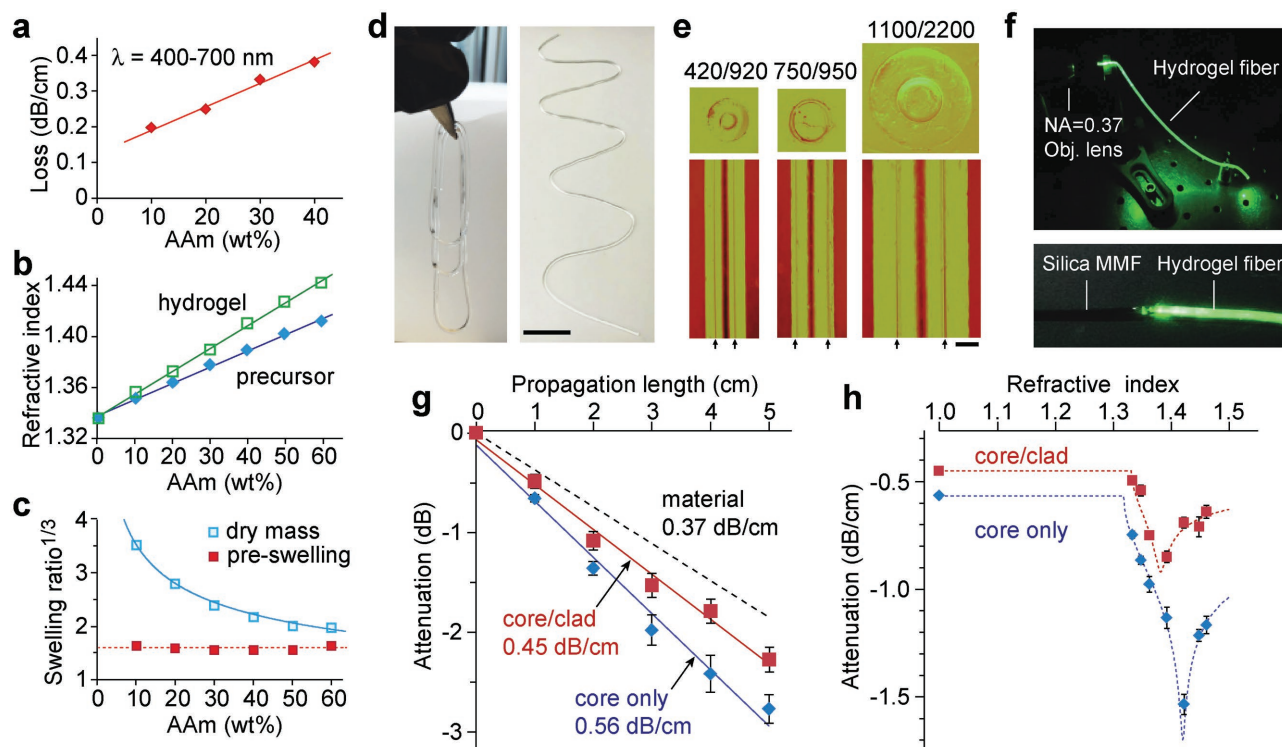 a
λ = 400-700 nm
Loss (dB/cm)
0.4
0.3
0.2
0.1
0
0 10 20 30 40
AAm (wt%)
b
Refractive index
1.44
1.40
1.36
1.32
hydrogel
precursor
0 10 20 30 40 50 60
AAm (wt%)
c
Swelling ratio1/3
4
3
2
1
dry mass
pre-swelling
0 10 20 30 40 50 60
AAm (wt%)
d
e
420/920
750/950
1100/2200
f
Hydrogel fiber
NA=0.37
Obj. lens
Silica MMF
Hydrogel fiber
g
Propagation length (cm)
0 1 2 3 4 5
Attenuation (dB)
0
-1
-2
-3
material
0.37 dB/cm
core/clad
0.45 dB/cm
core only
0.56 dB/cm
h
Refractive index
1.0 1.1 1.2 1.3 1.4 1.5
Attenuation (dB/cm)
-0.5
-1.0
-1.5
core/clad
core only